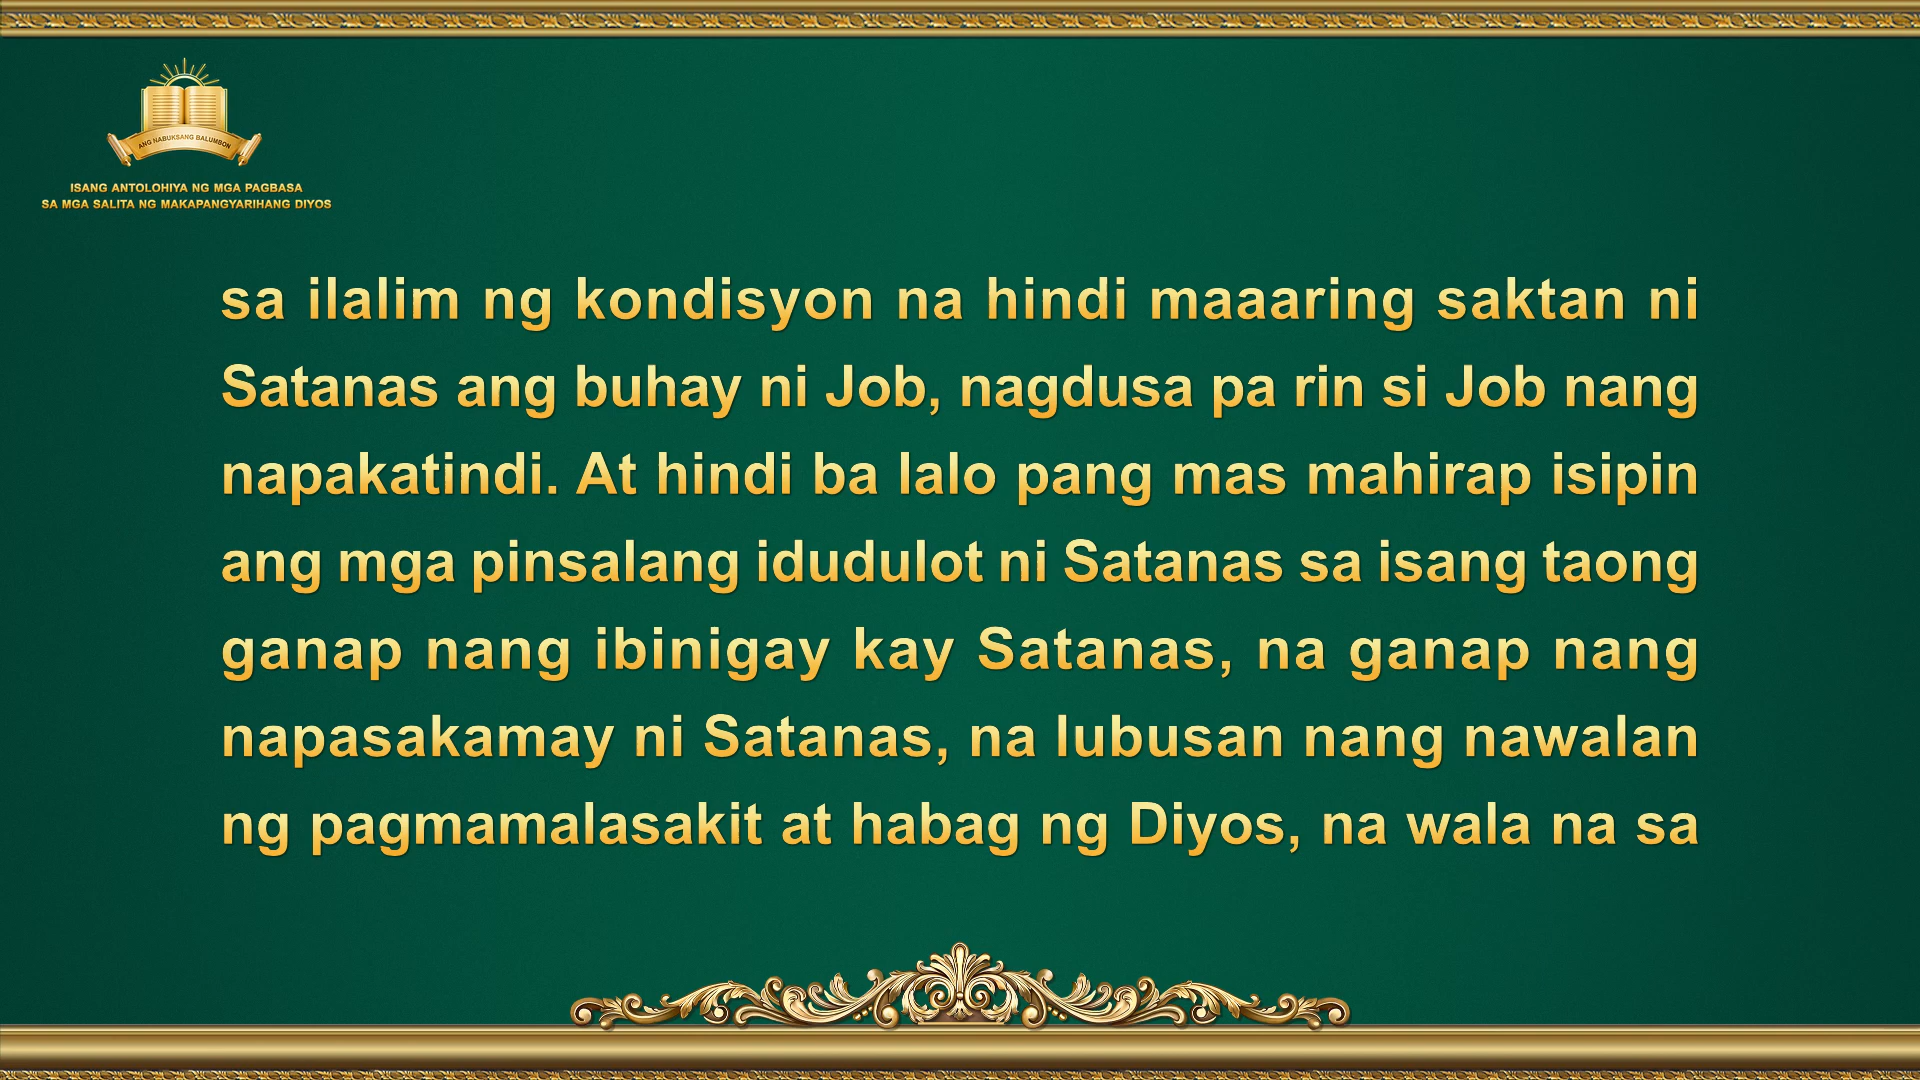 ANG NABUKSANG BALUMBON
ISANG ANTOLOHIYA NG MGA PAGBASA
SA MGA SALITA NG MAKAPANGYARIHANG DIYOS
sa ilalim ng kondisyon na hindi maaaring saktan ni
Satanas ang buhay ni Job, nagdusa pa rin si Job nang
napakatindi. At hindi ba lalo pang mas mahirap isipin
ang mga pinsalang idudulot ni Satanas sa isang taong
ganap nang ibinigay kay Satanas, na ganap nang
napasakamay ni Satanas, na lubusan nang nawalan
ng pagmamalasakit at habag ng Diyos, na wala na sa